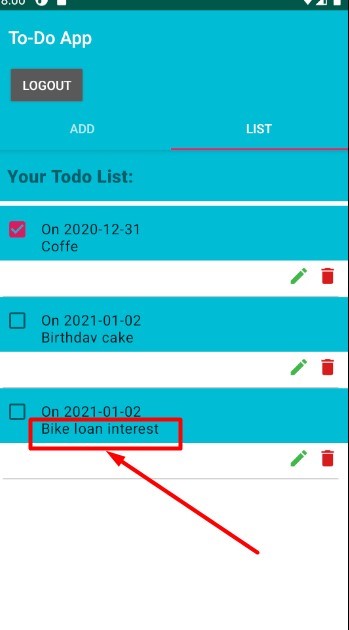 8:00
To-Do App
LOGOUT
ADD
LIST
Your Todo List:
On 2020-12-31
Coffe
On 2021-01-02
Birthday cake
On 2021-01-02
Bike loan interest